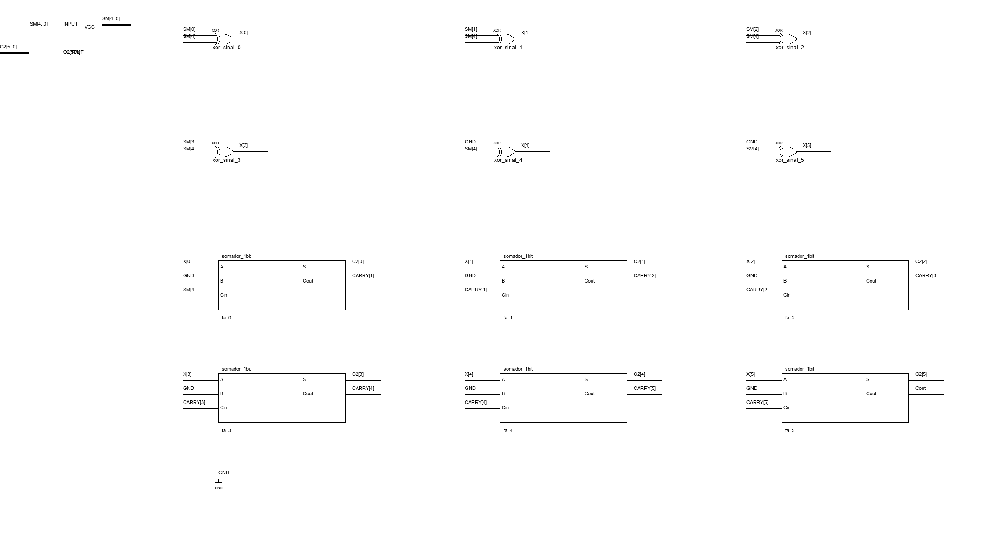 SM[4..0]
INPUT
VCC
SM[4..0]
C2[5..0]
OUTPUT
C2[5..0]
SM[0]
SM[4]
XOR
X[0]
xor_sinal_0
SM[1]
SM[4]
XOR
X[1]
xor_sinal_1
SM[2]
SM[4]
XOR
X[2]
xor_sinal_2
SM[3]
SM[4]
XOR
X[3]
xor_sinal_3
GND
SM[4]
XOR
X[4]
xor_sinal_4
GND
SM[4]
XOR
X[5]
xor_sinal_5
somador_1bit
X[0]
A
S
C2[0]
GND
B
Cout
CARRY[1]
SM[4]
Cin
fa_0
somador_1bit
X[1]
A
S
C2[1]
GND
B
Cout
CARRY[2]
CARRY[1]
Cin
fa_1
somador_1bit
X[2]
A
S
C2[2]
GND
B
Cout
CARRY[3]
CARRY[2]
Cin
fa_2
somador_1bit
X[3]
A
S
C2[3]
GND
B
Cout
CARRY[4]
CARRY[3]
Cin
fa_3
somador_1bit
X[4]
A
S
C2[4]
GND
B
Cout
CARRY[5]
CARRY[4]
Cin
fa_4
somador_1bit
X[5]
A
S
C2[5]
GND
B
Cout
Cout
CARRY[5]
Cin
fa_5
GND
GND